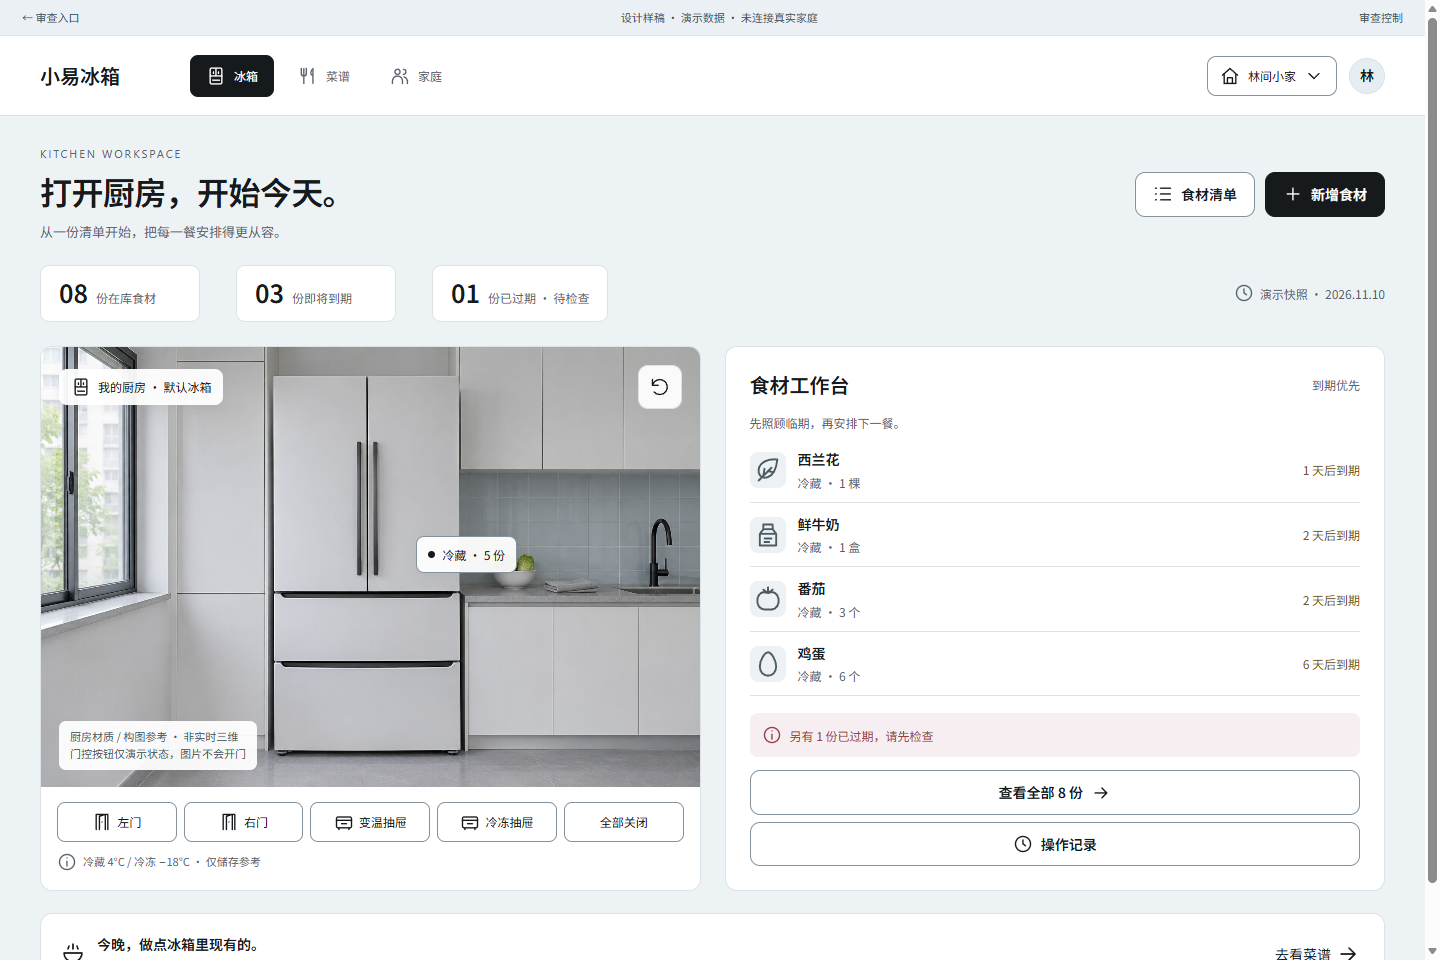 ← 审查入口
设计样稿 · 演示数据 · 未连接真实家庭
审查控制
小易冰箱
冰箱
菜谱
家庭
林间小家
林
KITCHEN WORKSPACE
打开厨房，开始今天。
从一份清单开始，把每一餐安排得更从容。
食材清单
新增食材
08 份在库食材
03 份即将到期
01 份已过期 · 待检查
演示快照 · 2026.11.10
我的厨房 · 默认冰箱
冷藏 · 5 份
厨房材质 / 构图参考 · 非实时三维
门控按钮仅演示状态，图片不会开门
左门
右门
变温抽屉
冷冻抽屉
全部关闭
冷藏 4°C / 冷冻 −18°C · 仅储存参考
食材工作台
到期优先
先照顾临期，再安排下一餐。
西兰花
冷藏 · 1 棵
1 天后到期
鲜牛奶
冷藏 · 1 盒
2 天后到期
番茄
冷藏 · 3 个
2 天后到期
鸡蛋
冷藏 · 6 个
6 天后到期
另有 1 份已过期，请先检查
查看全部 8 份 →
操作记录
今晚，做点冰箱里现有的。
去看菜谱 →